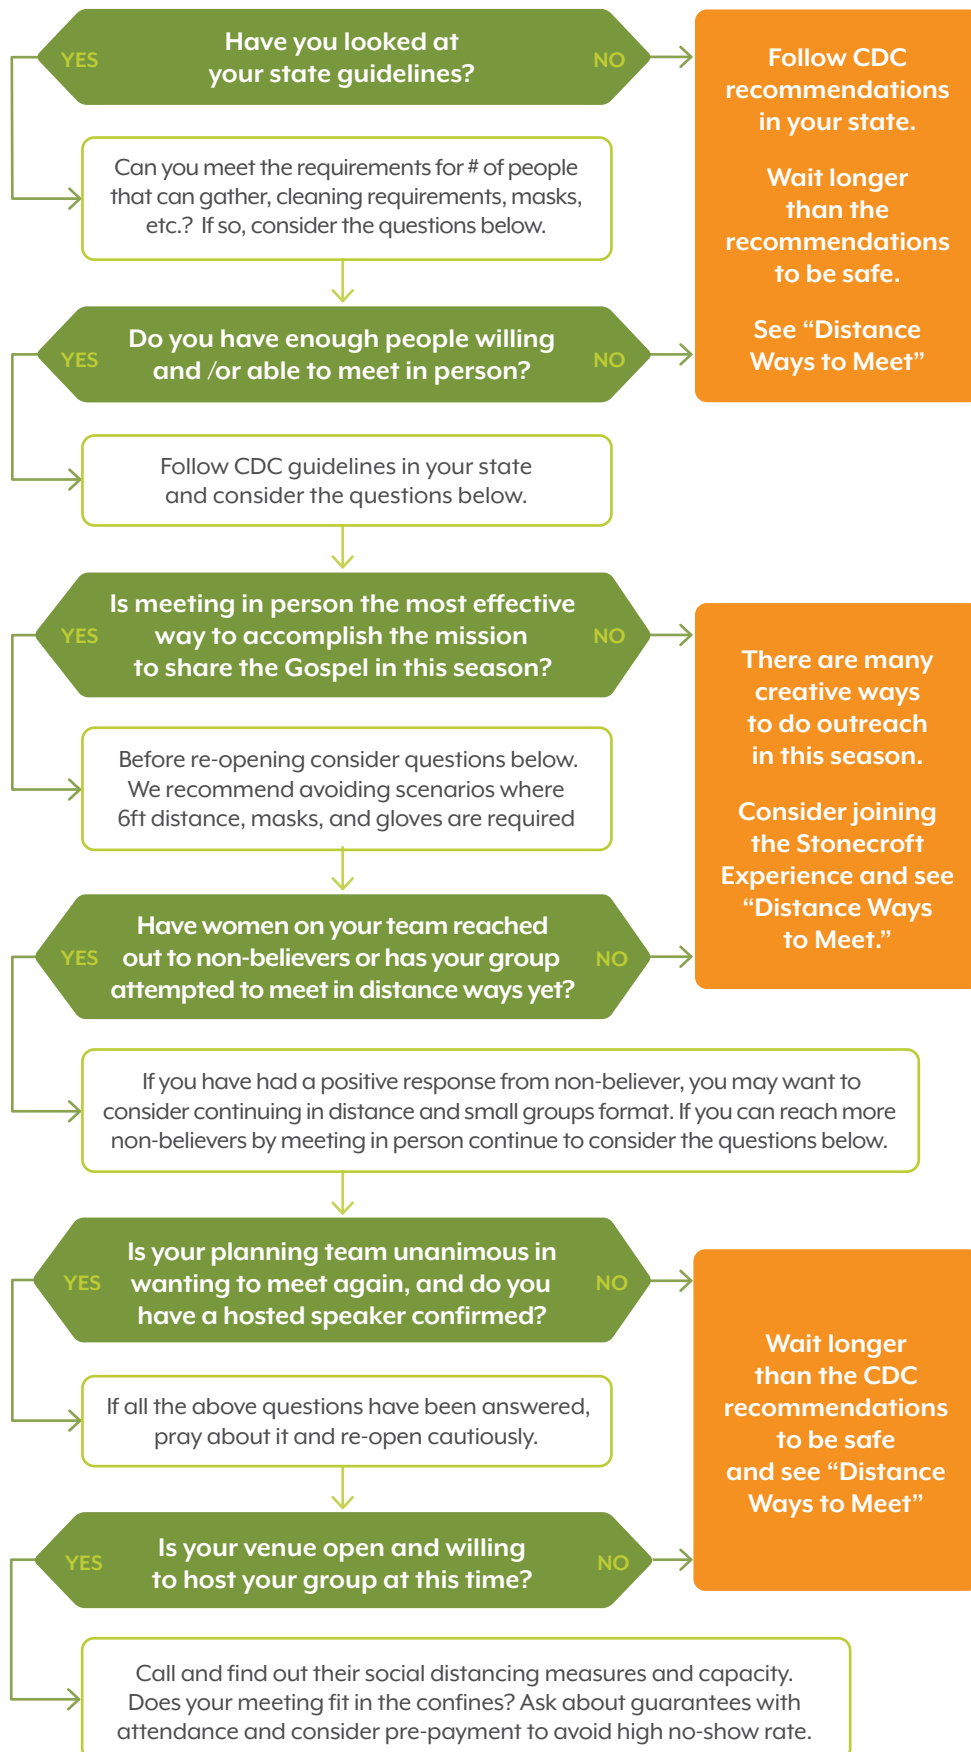 Have you looked at
your state guidelines?
YES
NO
Follow CDC
recommendations
in your state.
Wait longer
than the
recommendations
to be safe.
See “Distance
Ways to Meet”
Can you meet the requirements for # of people
that can gather, cleaning requirements, masks,
etc.? If so, consider the questions below.
Do you have enough people willing
and /or able to meet in person?
YES
NO
Follow CDC guidelines in your state
and consider the questions below.
Is meeting in person the most effective
way to accomplish the mission
to share the Gospel in this season?
YES
NO
There are many
creative ways
to do outreach
in this season.
Consider joining
the Stonecroft
Experience and see
“Distance Ways
to Meet.”
Before re-opening consider questions below.
We recommend avoiding scenarios where
6ft distance, masks, and gloves are required
Have women on your team reached
out to non-believers or has your group
attempted to meet in distance ways yet?
YES
NO
If you have had a positive response from non-believer, you may want to
consider continuing in distance and small groups format. If you can reach more
non-believers by meeting in person continue to consider the questions below.
Is your planning team unanimous in
wanting to meet again, and do you
have a hosted speaker confirmed?
YES
NO
Wait longer
than the CDC
recommendations
to be safe
and see “Distance
Ways to Meet”
If all the above questions have been answered,
pray about it and re-open cautiously.
Is your venue open and willing
to host your group at this time?
YES
NO
Call and find out their social distancing measures and capacity.
Does your meeting fit in the confines? Ask about guarantees with
attendance and consider pre-payment to avoid high no-show rate.